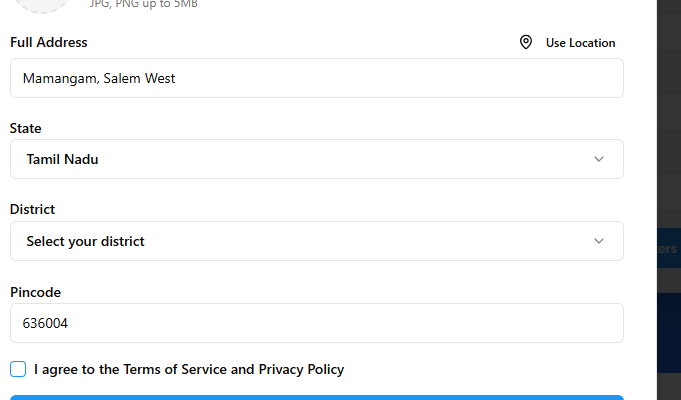 JPG, PNG up to 5MB
Full Address
Use Location
Mamangam, Salem West
State
Tamil Nadu
District
Select your district
ers
Pincode
636004
I agree to the Terms of Service and Privacy Policy